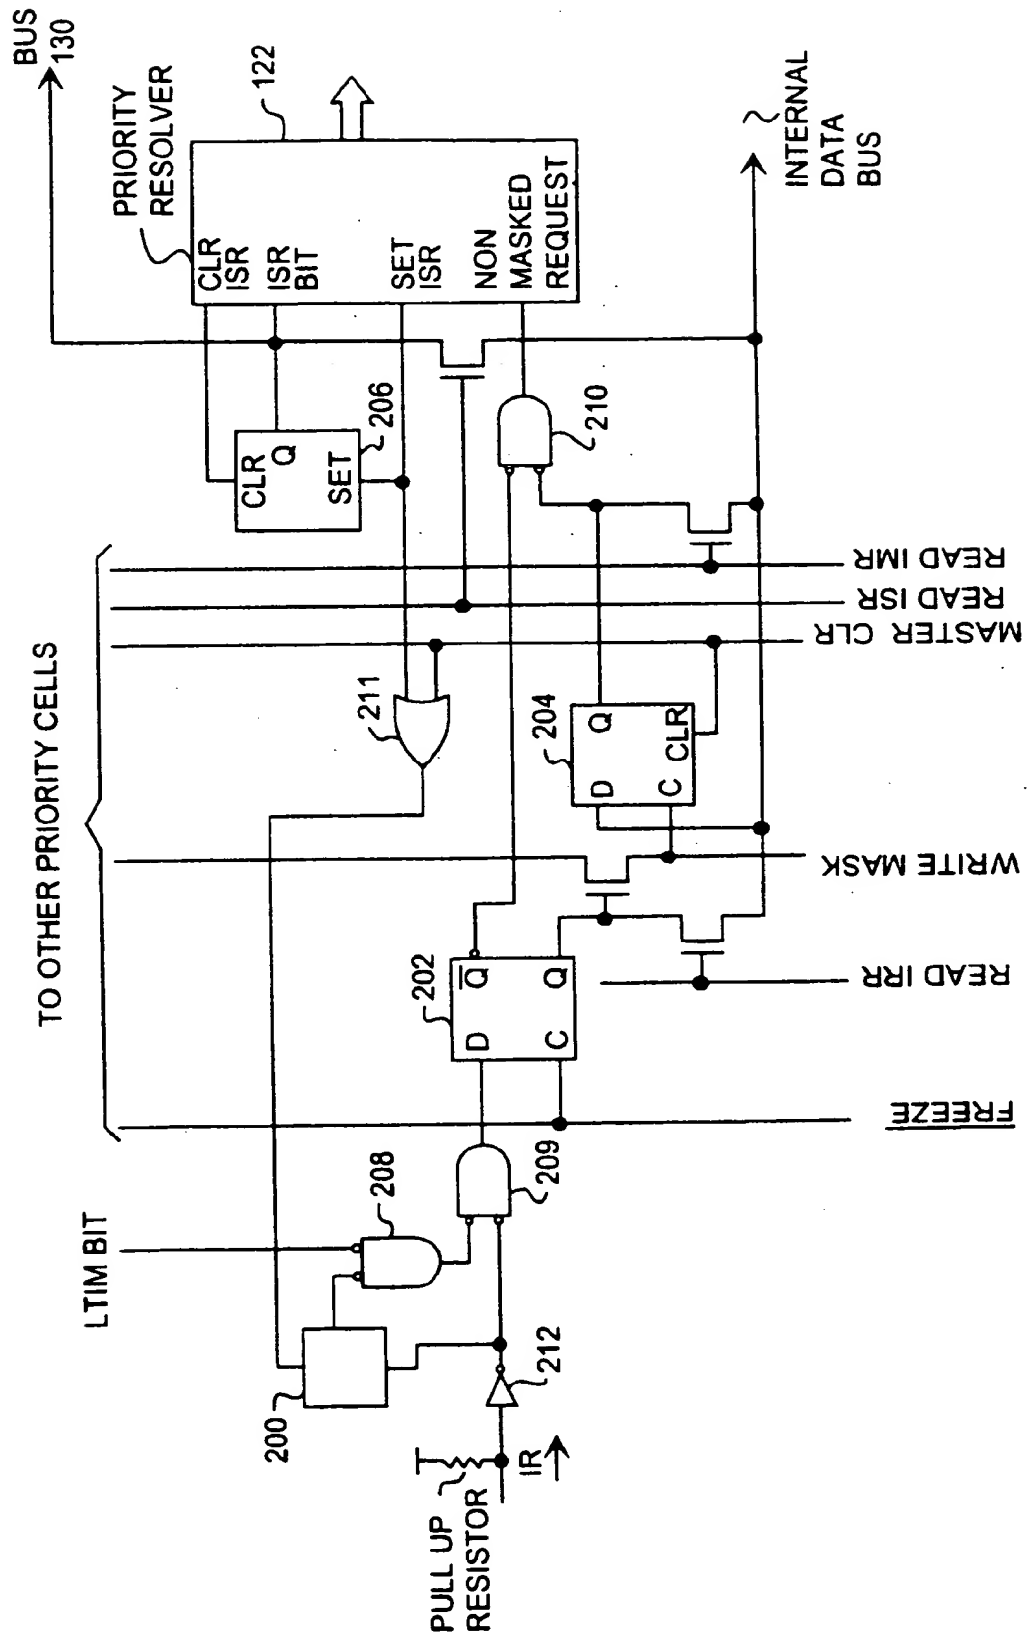 BUS
130
PRIORITY
RESOLVER
122
CLR
ISR
ISR
BIT
SET
ISR
NON
MASKED
REQUEST
CLR
Q
SET
206
210
INTERNAL
DATA
BUS
TO OTHER PRIORITY CELLS
211
204
D
Q
C
CLR
202
D
Q
C
Q
LTIM BIT
208
209
200
212
PULL UP
RESISTOR
IR
FREEZE
READ IRR
WRITE MASK
MASTER CLR
READ ISR
READ IMR